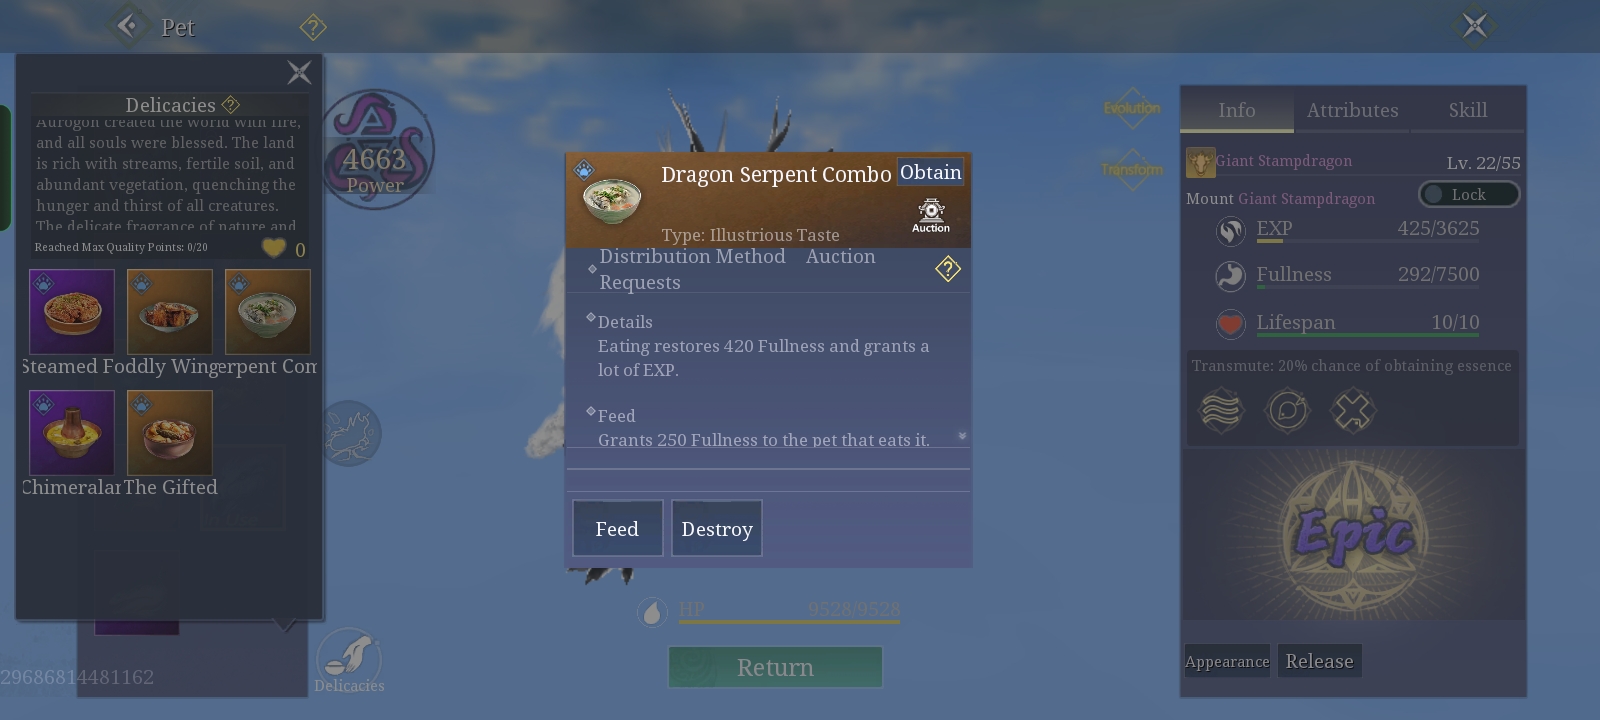 Pet
?
Delicacies ?
Aurogon created the world with fire,
and all souls were blessed. The land
is rich with streams, fertile soil, and
abundant vegetation, quenching the
hunger and thirst of all creatures.
The delicate fragrance of nature and
Reached Max Quality Points: 0/20
0
Steamed Foddly Wingerpent Com
Chimeralar The Gifted
4663
Power
29686814481162
Delicacies
Dragon Serpent Combo
Obtain
Type: Illustrious Taste
Auction
Distribution Method Auction
Requests
?
Details
Eating restores 420 Fullness and grants a
lot of EXP.
Feed
Grants 250 Fullness to the pet that eats it.
Feed Destroy
HP 9528/9528
Return
Evolution
Transform
Info Attributes Skill
Giant Stampdragon Lv. 22/55
Mount Giant Stampdragon Lock
EXP 425/3625
Fullness 292/7500
Lifespan 10/10
Transmute: 20% chance of obtaining essence
Epic
Appearance Release